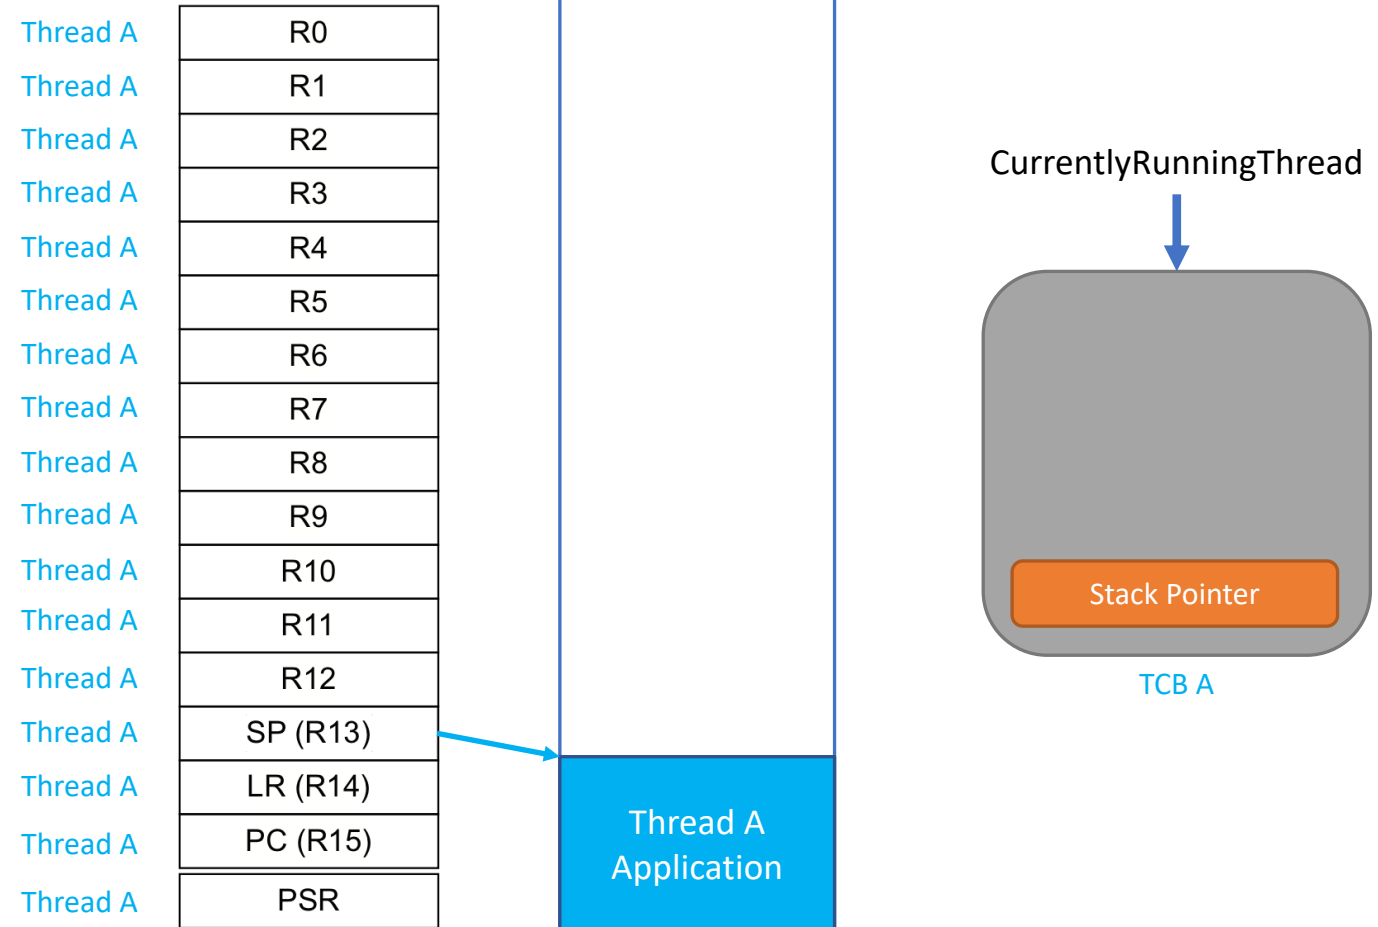 Thread A R0
Thread A R1
Thread A R2
Thread A R3
Thread A R4
Thread A R5
Thread A R6
Thread A R7
Thread A R8
Thread A R9
Thread A R10
Thread A R11
Thread A R12
Thread A SP (R13)
Thread A LR (R14)
Thread A PC (R15)
Thread A PSR
Thread A
Application
CurrentlyRunningThread
Stack Pointer
TCB A